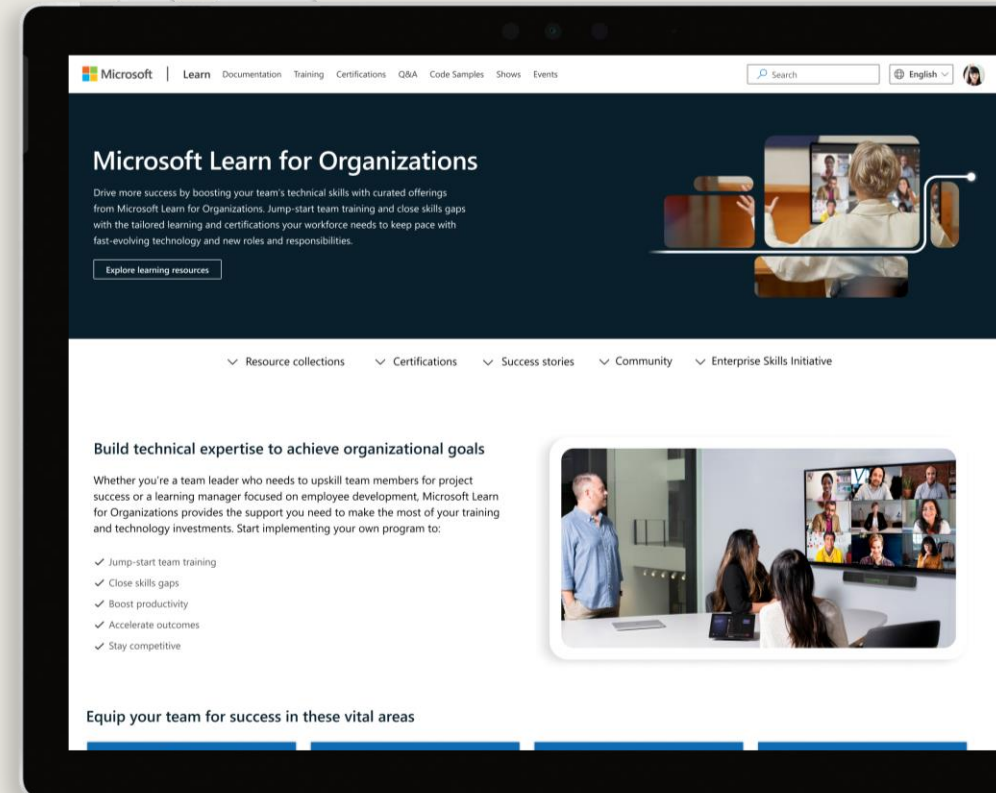 Microsoft Learn Documentation Training Certifications Q&A Code Samples Shows Events Search English
Microsoft Learn for Organizations
Drive more success by boosting your team's technical skills with curated offerings
from Microsoft Learn for Organizations. Jump-start team training and close skills gaps
with the tailored learning and certifications your workforce needs to keep pace with
fast-evolving technology and new roles and responsibilities.
Explore learning resources
Resource collections Certifications Success stories Community Enterprise Skills Initiative
Build technical expertise to achieve organizational goals
Whether you're a team leader who needs to upskill team members for project
success or a learning manager focused on employee development, Microsoft Learn
for Organizations provides the support you need to make the most of your training
and technology investments. Start implementing your own program to:
Jump-start team training
Close skills gaps
Boost productivity
Accelerate outcomes
Stay competitive
Equip your team for success in these vital areas